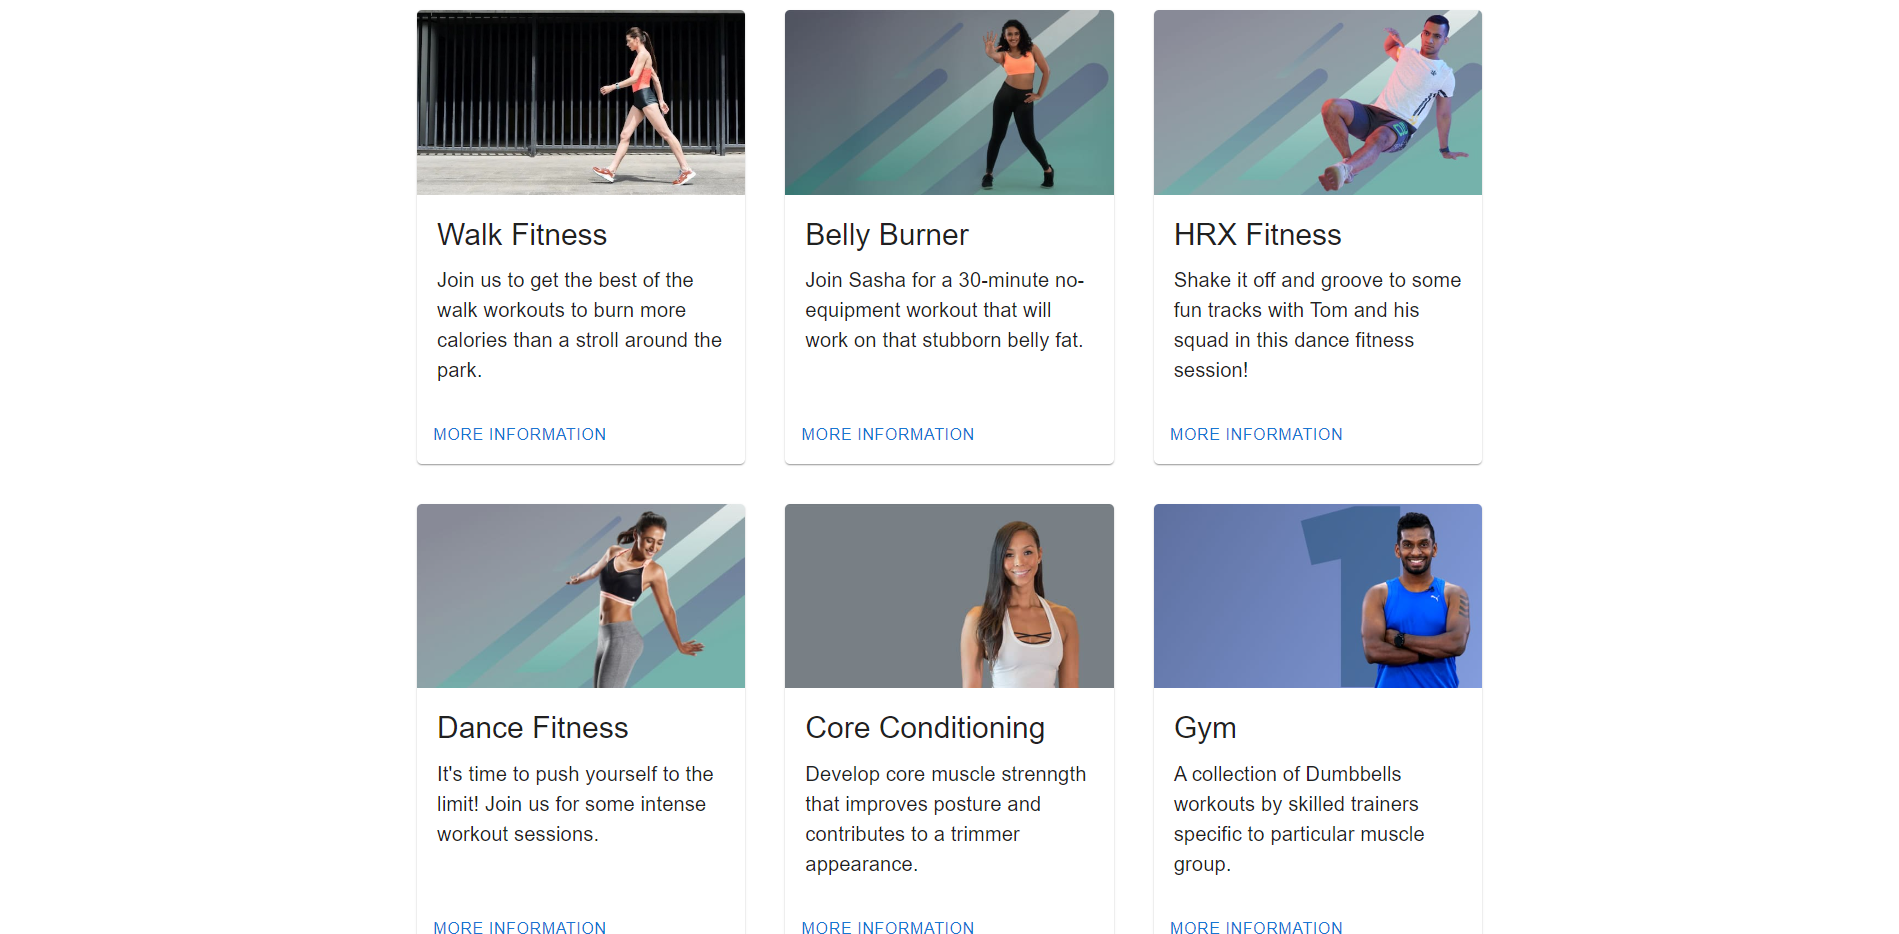 Walk Fitness
Join us to get the best of the
walk workouts to burn more
calories than a stroll around the
park.
MORE INFORMATION
Belly Burner
Join Sasha for a 30-minute no-
equipment workout that will
work on that stubborn belly fat.
MORE INFORMATION
HRX Fitness
Shake it off and groove to some
fun tracks with Tom and his
squad in this dance fitness
session!
MORE INFORMATION
Dance Fitness
It's time to push yourself to the
limit! Join us for some intense
workout sessions.
MORE INFORMATION
Core Conditioning
Develop core muscle strenngth
that improves posture and
contributes to a trimmer
appearance.
MORE INFORMATION
1
Gym
A collection of Dumbbells
workouts by skilled trainers
specific to particular muscle
group.
MORE INFORMATION